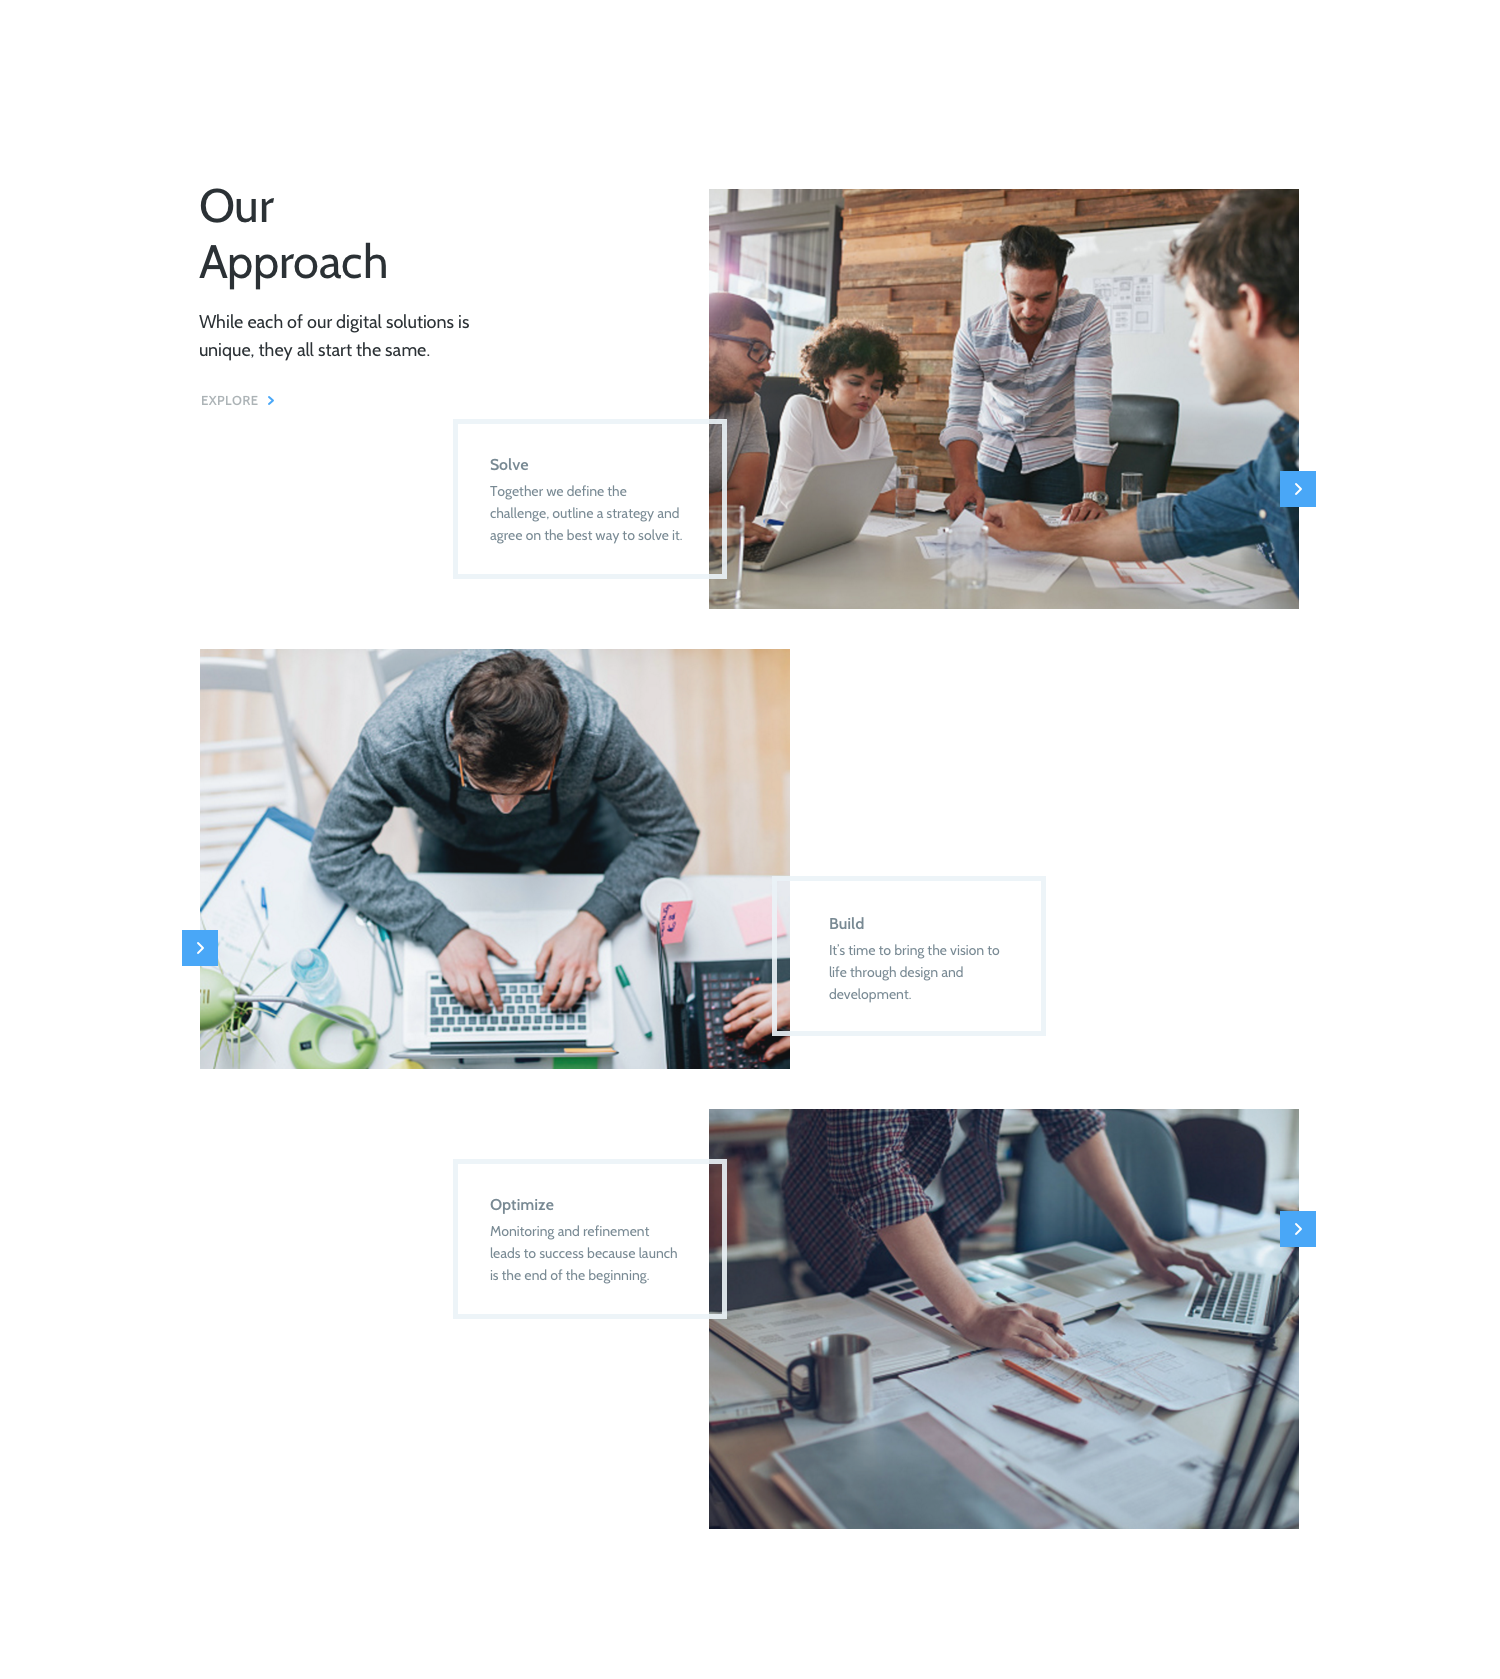 Our
Approach
While each of our digital solutions is
unique, they all start the same.
EXPLORE
Solve
Together we define the
challenge, outline a strategy and
agree on the best way to solve it.
Build
It's time to bring the vision to
life through design and
development.
Optimize
Monitoring and refinement
leads to success because launch
is the end of the beginning.